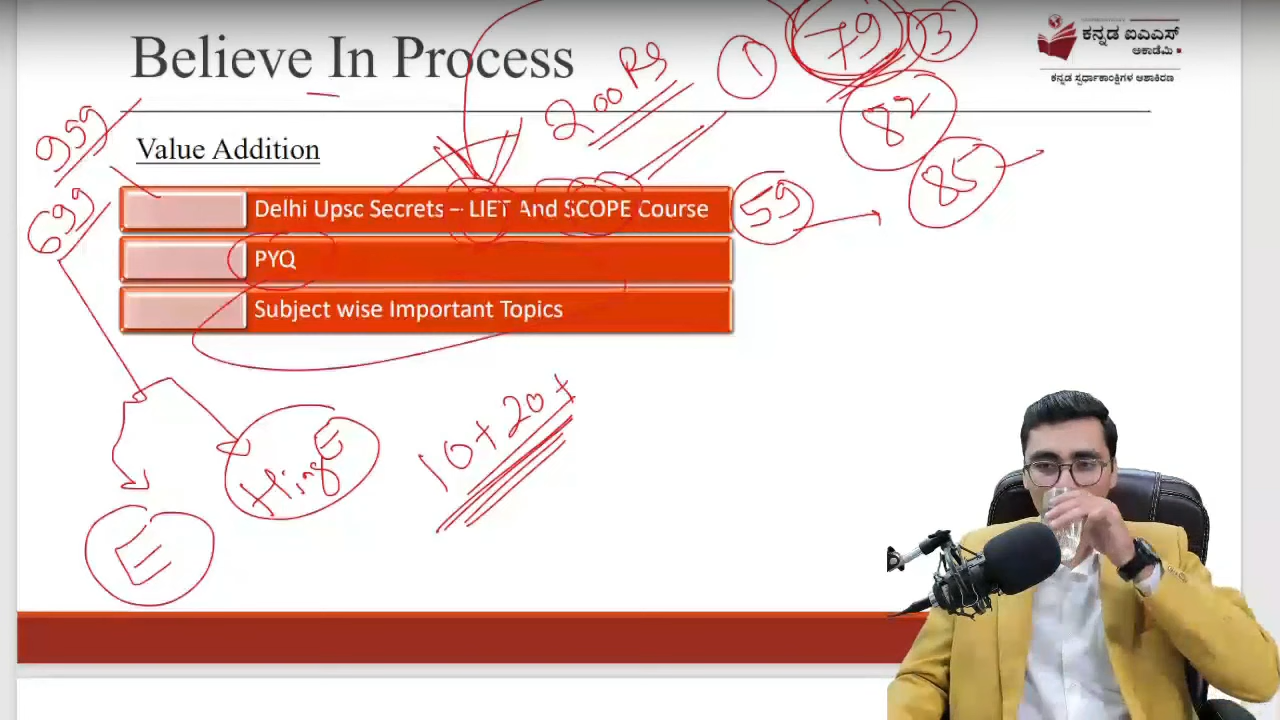 Believe In Process
ಕನ್ನಡ ಐಎಎಸ್
ಅಕಾಡೆಮಿ
ಕನ್ನಡ ಸ್ಪರ್ಧಾಕಾಂಕ್ಷಿಗಳ ಆಶಾಕಿರಣ
79
3
200 Rs
1
82
85
999
699
Value Addition
Delhi Upsc Secrets – LIET And SCOPE Course
59
PYQ
Subject wise Important Topics
10+20+
E